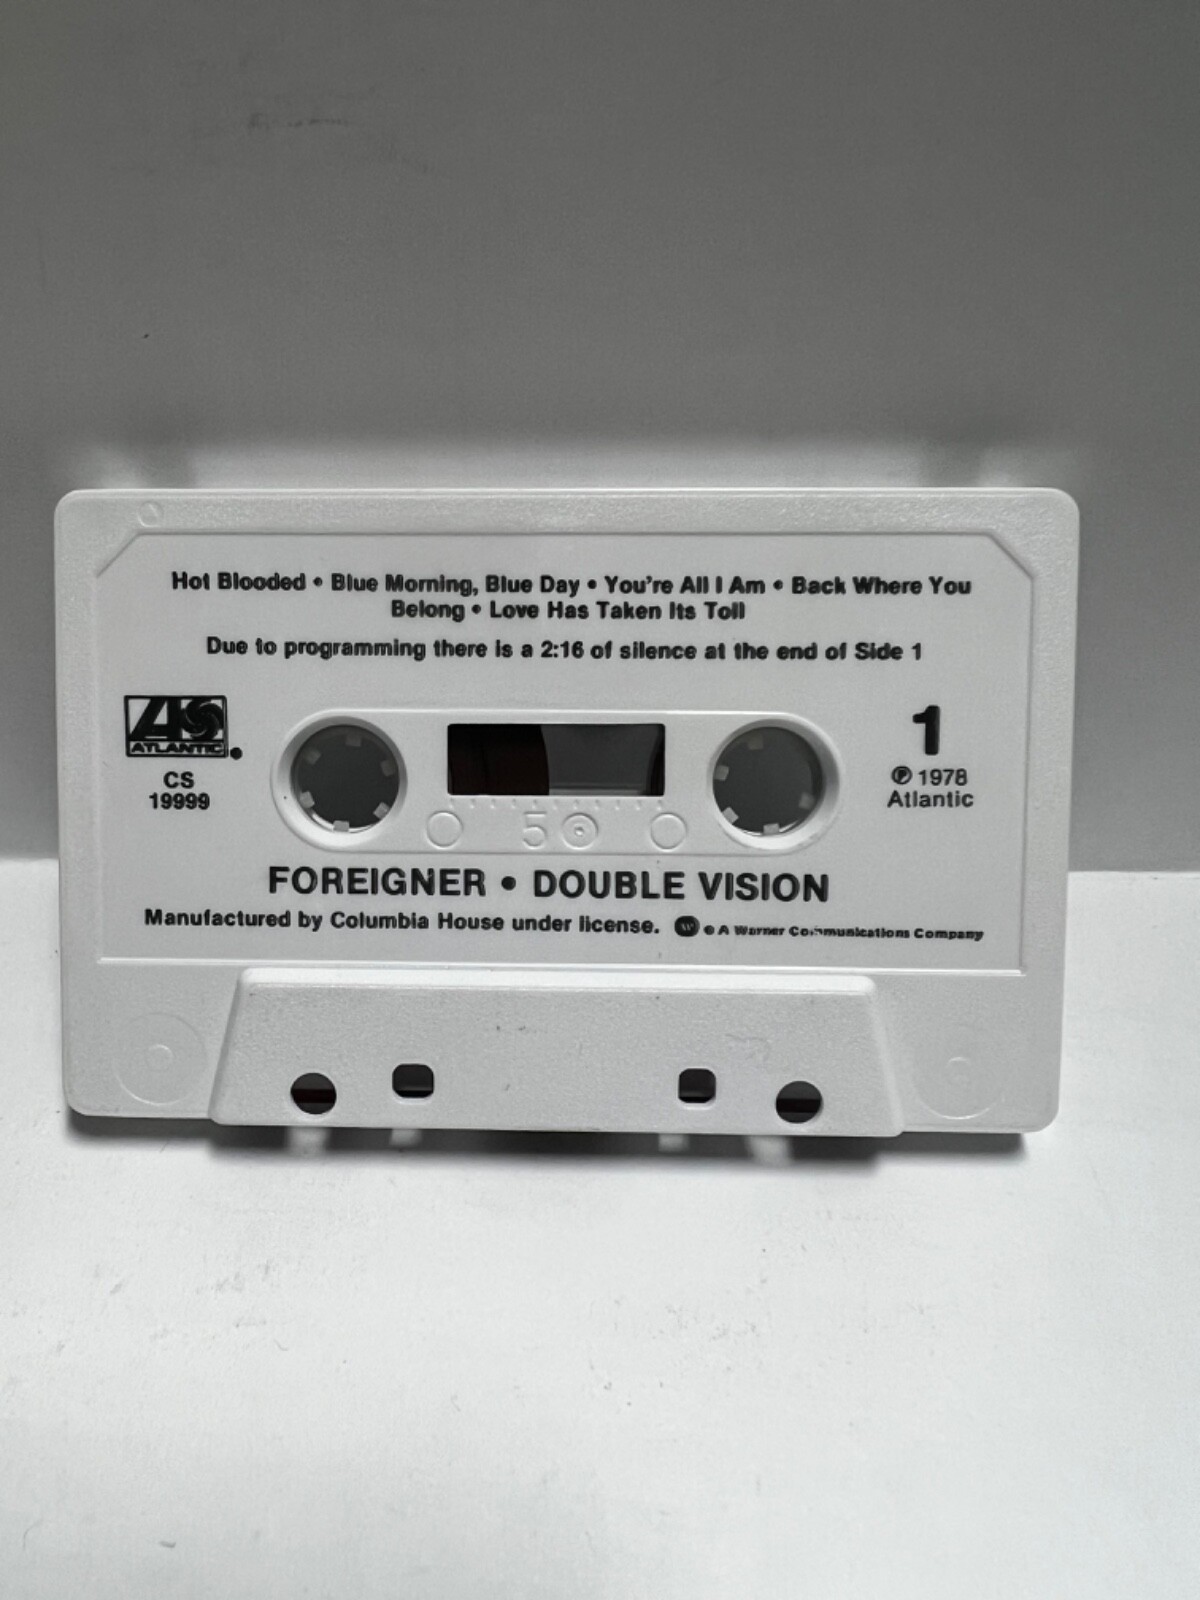 Hot Blooded • Blue Morning, Blue Day • You're All I Am • Back Where You
Belong • Love Has Taken Its Toll
Due to programming there is a 2:16 of silence at the end of Side 1
ATLANTIC
CS
19999
1
℗ 1978
Atlantic
5
FOREIGNER • DOUBLE VISION
Manufactured by Columbia House under license. A Warner Communications Company